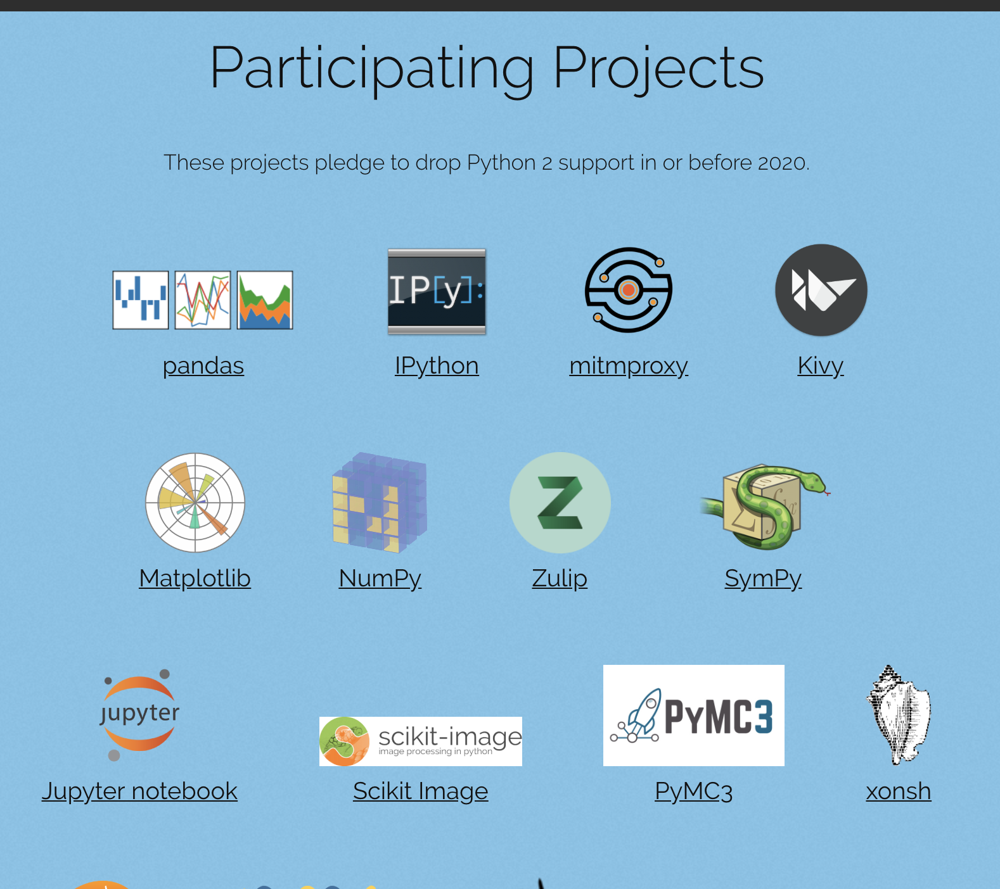 Participating Projects
These projects pledge to drop Python 2 support in or before 2020.
IP[y]:
pandas
IPython
mitmproxy
Kivy
Matplotlib
NumPy
Zulip
SymPy
jupyter
scikit-image
image processing in python
PyMC3
Jupyter notebook
Scikit Image
PyMC3
xonsh